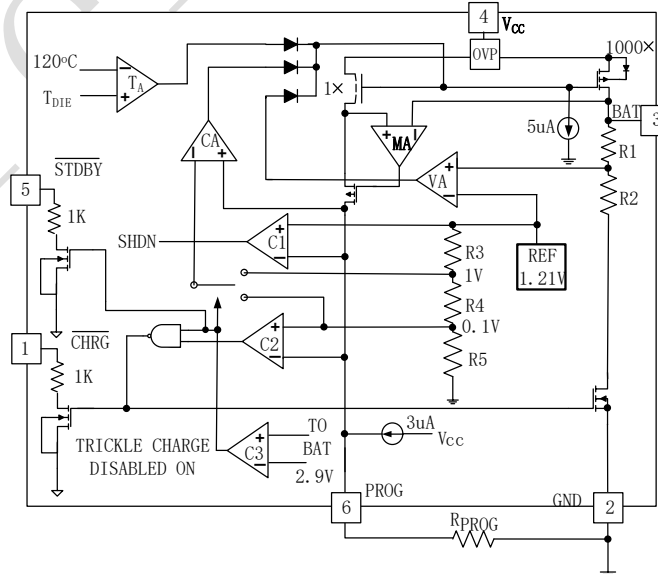 4
VCC
120oC
TA
TDIE
OVP
1000×
1×
BAT
3
5uA
MA
R1
CA
STDBY
VA
5
R2
1K
C1
SHDN
R3
REF
1.21V
1V
R4
CHRG
0.1V
1
C2
R5
1K
3uA
Vcc
TRICKLE CHARGE
DISABLED ON
C3
TO
BAT
2.9V
PROG
6
GND
2
RPROG